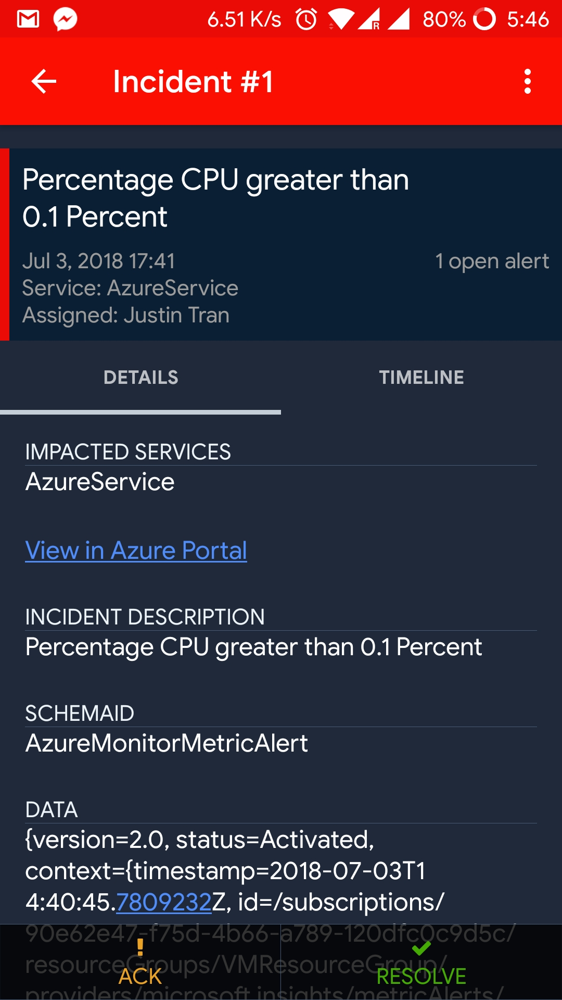 6.51 K/s R 80% 5:46
Incident #1
Percentage CPU greater than
0.1 Percent
Jul 3, 2018 17:41 1 open alert
Service: AzureService
Assigned: Justin Tran
DETAILS TIMELINE
IMPACTED SERVICES
AzureService
View in Azure Portal
INCIDENT DESCRIPTION
Percentage CPU greater than 0.1 Percent
SCHEMAID
AzureMonitorMetricAlert
DATA
{version=2.0, status=Activated,
context={timestamp=2018-07-03T1
4:40:45.7809232Z, id=/subscriptions/
90e62e47-f75d-4b66-a789-120dfc0c9d5c/
resourceGroups/VMResourceGroup/
ACK RESOLVE
providers/microsoft.insights/metricAlerts/